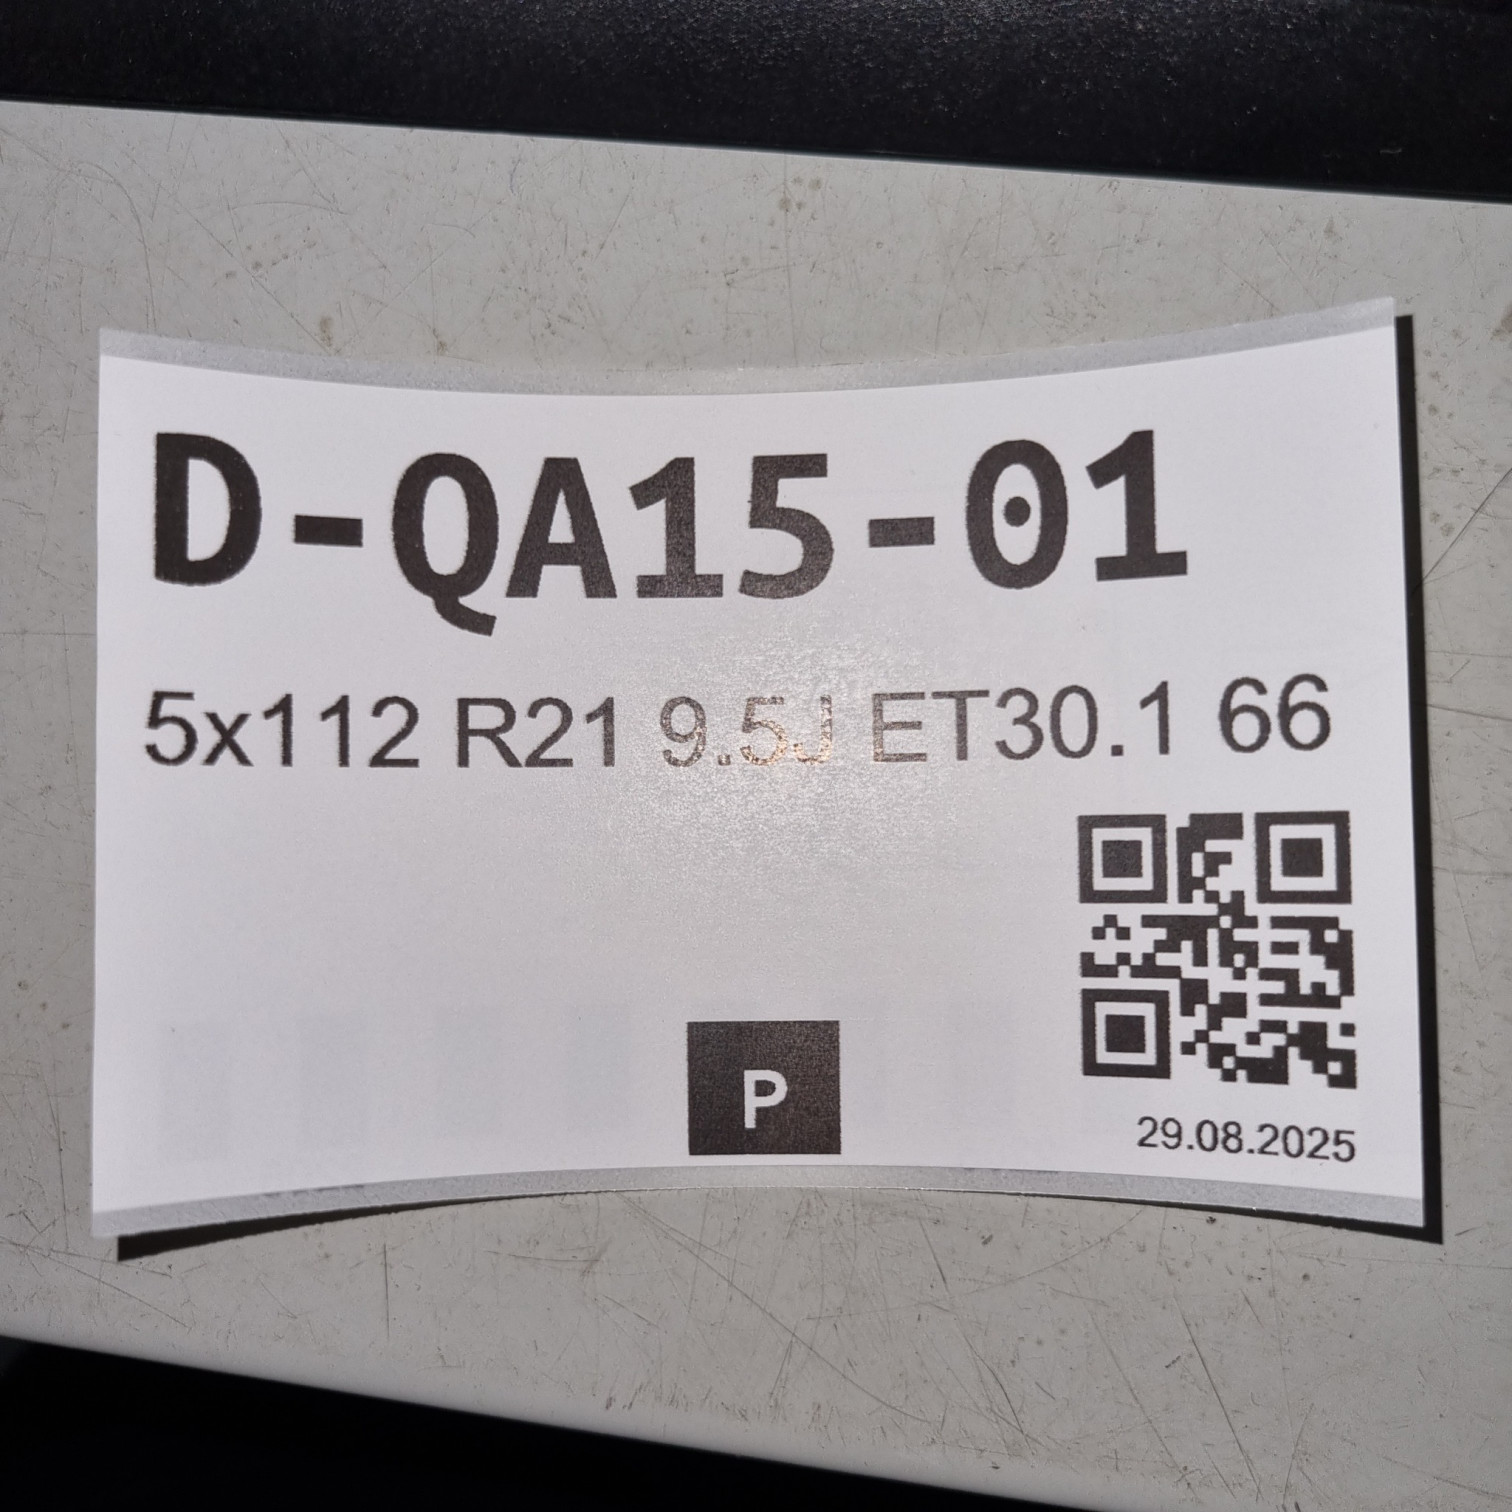 D-QA15-01
5x112 R21 9.5J ET30.1 66
P
29.08.2025